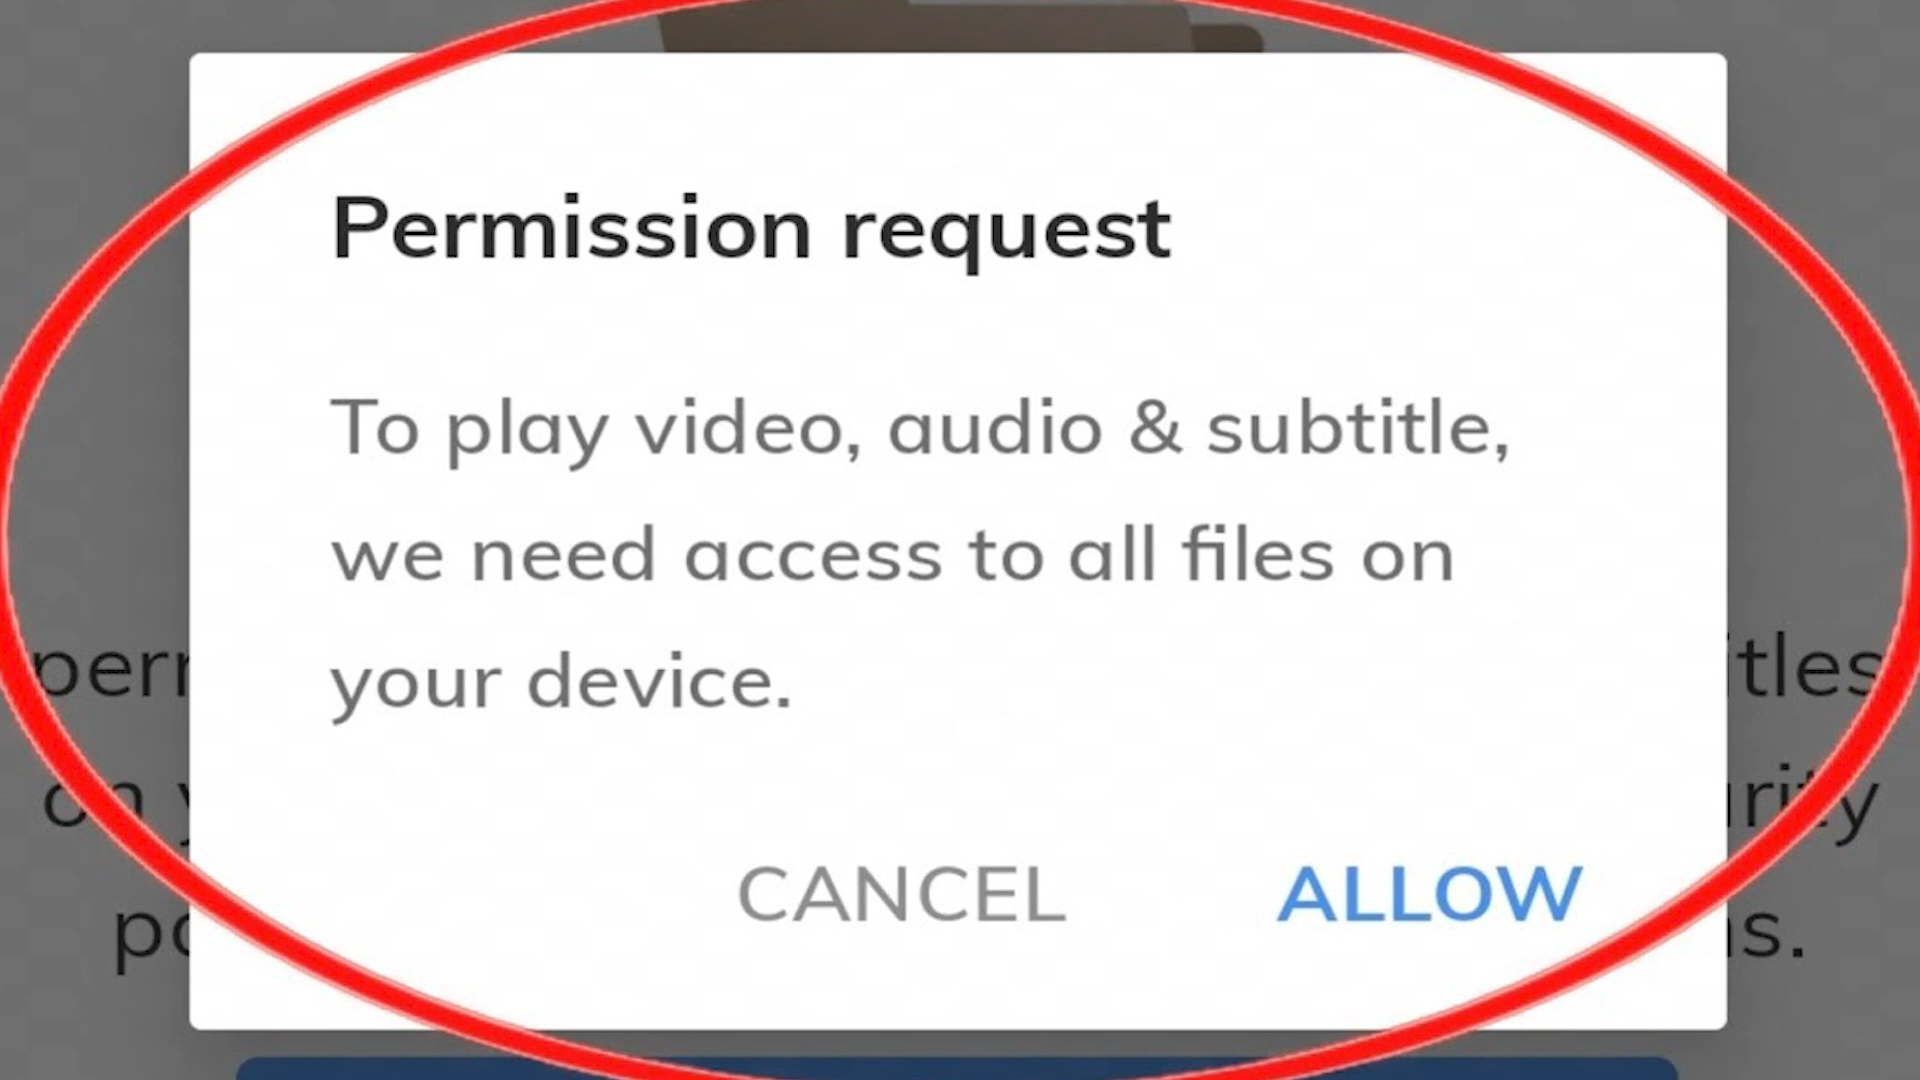 Permission request
To play video, audio & subtitle,
we need access to all files on
your device.
CANCEL ALLOW